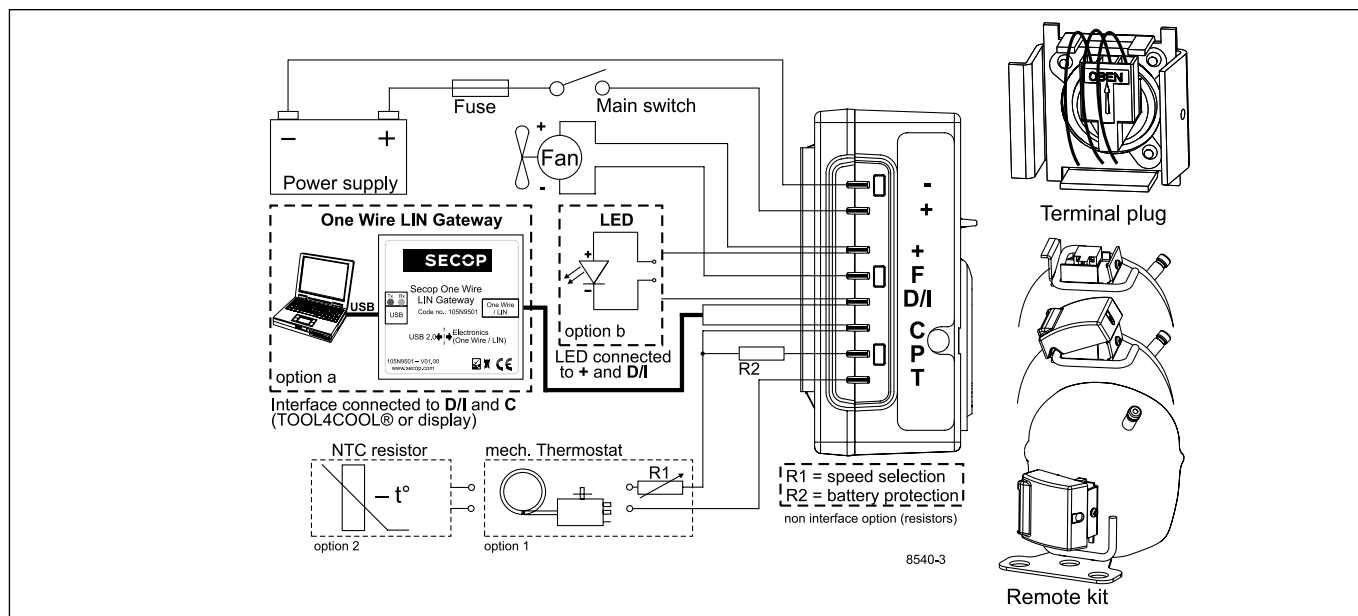 Fuse
Main switch
−
+
Power supply
+
Fan
-
One Wire LIN Gateway
USB
SECOP
Secop One Wire
LIN Gateway
Code no.: 105N9501
Tx Rx
USB
One Wire
/ LIN
USB 2.0
Electronics
(One Wire / LIN)
105N9501 – V01.00
www.secop.com
CE
option a
Interface connected to D/I and C
(TOOL4COOL® or display)
LED
+
−
option b
LED connected
to + and D/I
R2
-
+
+
F
D/I
C
P
T
NTC resistor
– t°
option 2
mech. Thermostat
R1
option 1
R1 = speed selection
R2 = battery protection
non interface option (resistors)
8540-3
OPEN
Terminal plug
Remote kit